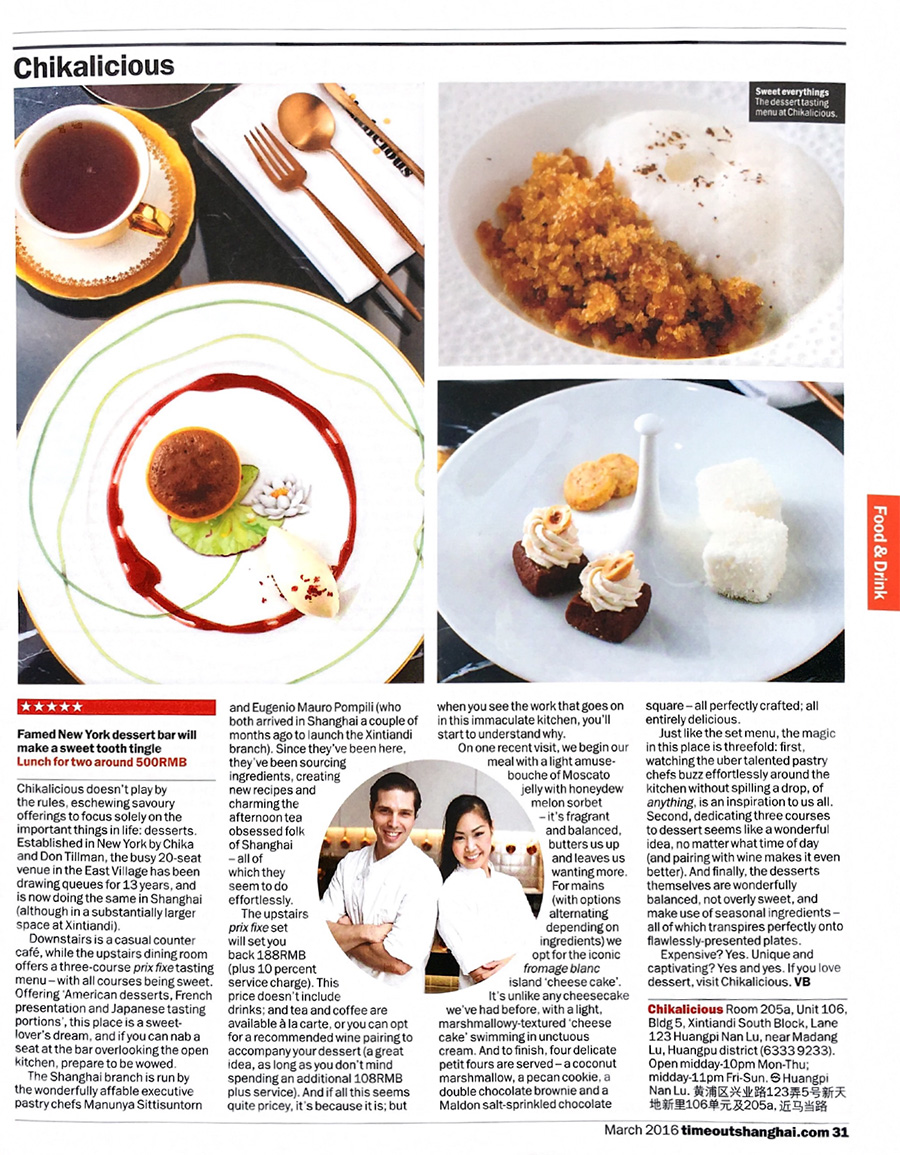 Chikalicious
Sweet everythings
The dessert tasting
menu at Chikalicious.
Food & Drink
★★★★★
Famed New York dessert bar will
make a sweet tooth tingle
Lunch for two around 500RMB
Chikalicious doesn't play by
the rules, eschewing savoury
offerings to focus solely on the
important things in life: desserts.
Established in New York by Chika
and Don Tillman, the busy 20-seat
venue in the East Village has been
drawing queues for 13 years, and
is now doing the same in Shanghai
(although in a substantially larger
space at Xintiandi).
Downstairs is a casual counter
café, while the upstairs dining room
offers a three-course prix fixe tasting
menu – with all courses being sweet.
Offering 'American desserts, French
presentation and Japanese tasting
portions', this place is a sweet-
lover's dream, and if you can nab a
seat at the bar overlooking the open
kitchen, prepare to be wowed.
The Shanghai branch is run by
the wonderfully affable executive
pastry chefs Manunya Sittisuntorn
and Eugenio Mauro Pompili (who
both arrived in Shanghai a couple of
months ago to launch the Xintiandi
branch). Since they've been here,
they've been sourcing
ingredients, creating
new recipes and
charming the
afternoon tea
obsessed folk
of Shanghai
– all of
which they
seem to do
effortlessly.
The upstairs
prix fixe set
will set you
back 188RMB
(plus 10 percent
service charge). This
price doesn't include
drinks; and tea and coffee are
available à la carte, or you can opt
for a recommended wine pairing to
accompany your dessert (a great
idea, as long as you don't mind
spending an additional 108RMB
plus service). And if all this seems
quite pricey, it's because it is; but
when you see the work that goes on
in this immaculate kitchen, you'll
start to understand why.
On one recent visit, we begin our
meal with a light amuse-
bouche of Moscato
jelly with honeydew
melon sorbet
– it's fragrant
and balanced,
butters us up
and leaves us
wanting more.
For mains
(with options
alternating
depending on
ingredients) we
opt for the iconic
fromage blanc
island 'cheese cake'.
It's unlike any cheesecake
we've had before, with a light,
marshmallowy-textured 'cheese
cake' swimming in unctuous
cream. And to finish, four delicate
petit fours are served – a coconut
marshmallow, a pecan cookie, a
double chocolate brownie and a
Maldon salt-sprinkled chocolate
square – all perfectly crafted; all
entirely delicious.
Just like the set menu, the magic
in this place is threefold: first,
watching the uber talented pastry
chefs buzz effortlessly around the
kitchen without spilling a drop, of
anything, is an inspiration to us all.
Second, dedicating three courses
to dessert seems like a wonderful
idea, no matter what time of day
(and pairing with wine makes it even
better). And finally, the desserts
themselves are wonderfully
balanced, not overly sweet, and
make use of seasonal ingredients –
all of which transpires perfectly onto
flawlessly-presented plates.
Expensive? Yes. Unique and
captivating? Yes and yes. If you love
dessert, visit Chikalicious. VB
Chikalicious Room 205a, Unit 106,
Bldg 5, Xintiandi South Block, Lane
123 Huangpi Nan Lu, near Madang
Lu, Huangpu district (6333 9233).
Open midday-10pm Mon-Thu;
midday-11pm Fri-Sun. Huangpi
Nan Lu. 黄浦区兴业路123弄5号新天
地新里106单元及205a, 近马当路
March 2016 timeoutshanghai.com 31